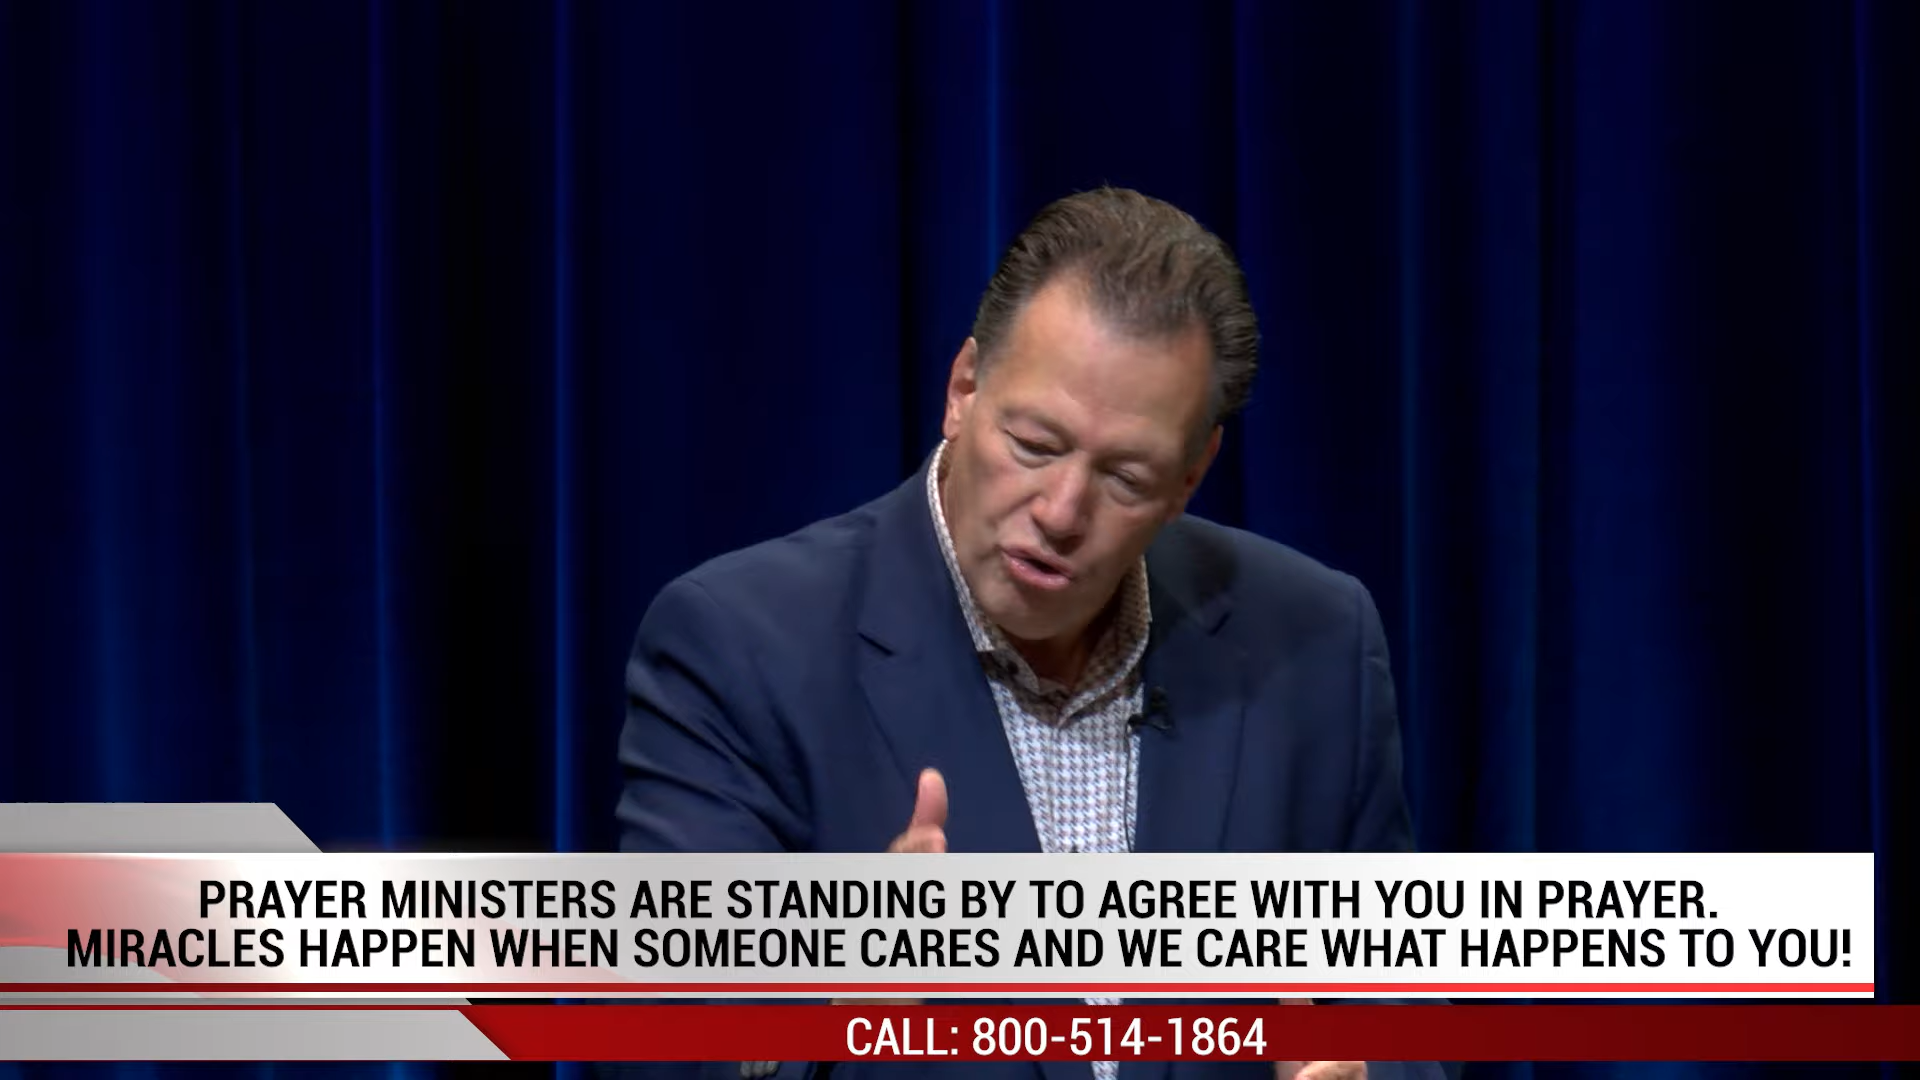 PRAYER MINISTERS ARE STANDING BY TO AGREE WITH YOU IN PRAYER.
MIRACLES HAPPEN WHEN SOMEONE CARES AND WE CARE WHAT HAPPENS TO YOU!
CALL: 800-514-1864